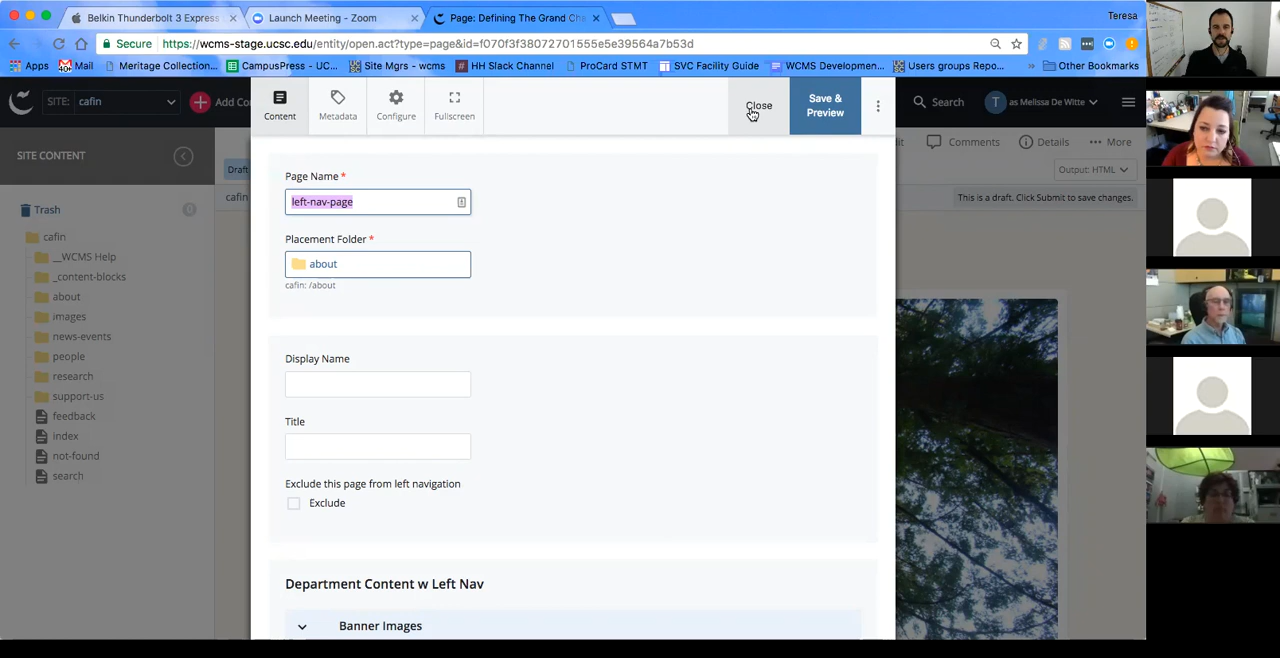 Belkin Thunderbolt 3 Express
Launch Meeting - Zoom
Page: Defining The Grand Cha
Teresa
Secure
https://wcms-stage.ucsc.edu/entity/open.act?type=page&id=f070f3f38072701555e5e39564a7b53d
Apps
40+ Mail
Meritage Collection...
CampusPress - UC...
Site Mgrs - wcms
HH Slack Channel
ProCard STMT
SVC Facility Guide
WCMS Developmen...
Users groups Repo...
»
Other Bookmarks
SITE: cafin
Add Co
Content
Metadata
Configure
Fullscreen
Close
Save &
Preview
Search
T as Melissa De Witte
SITE CONTENT
Draft
dit
Comments
Details
More
Output: HTML
cafin
This is a draft. Click Submit to save changes.
Trash
0
cafin
__WCMS Help
_content-blocks
about
images
news-events
people
research
support-us
feedback
index
not-found
search
Page Name *
left-nav-page
Placement Folder *
about
cafin: /about
Display Name
Title
Exclude this page from left navigation
Exclude
Department Content w Left Nav
Banner Images